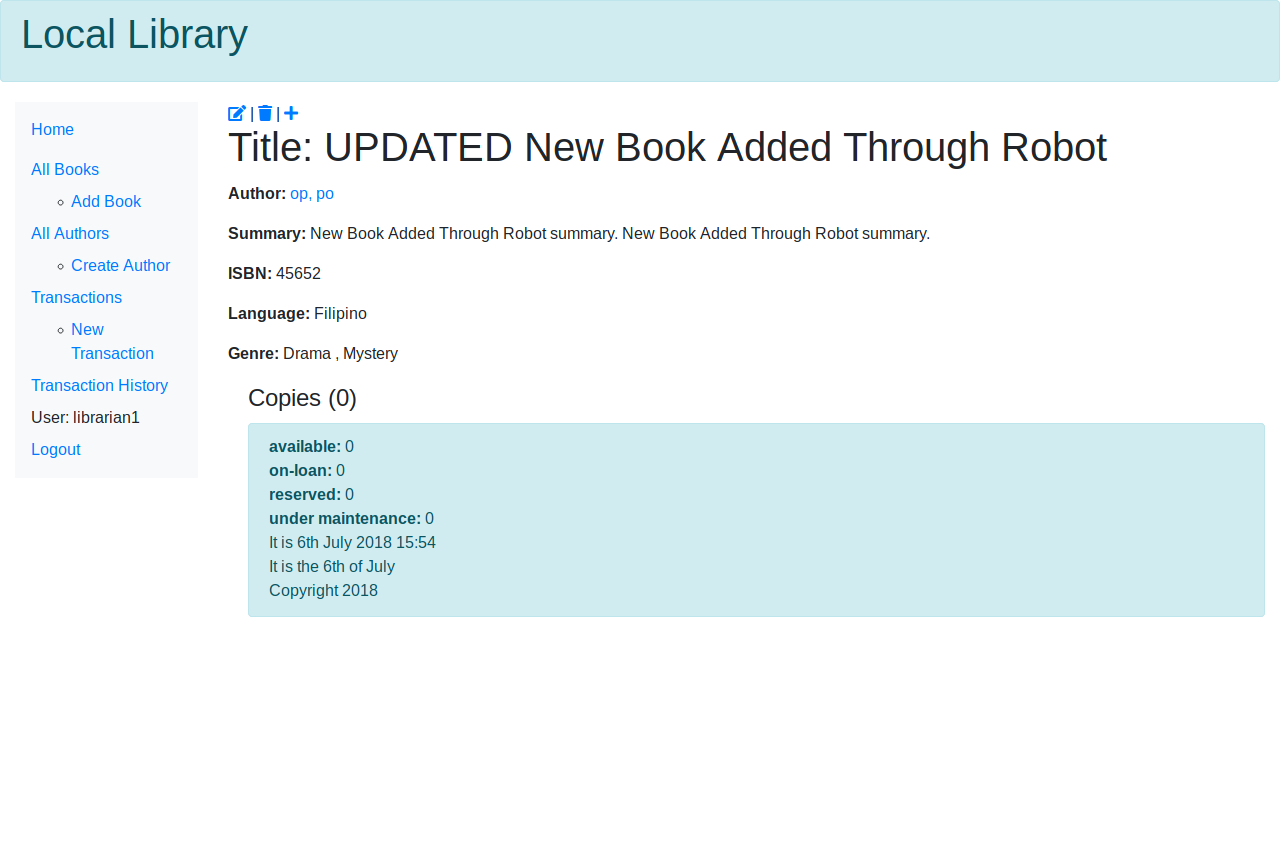 Local Library
Home
All Books
Add Book
All Authors
Create Author
Transactions
New
Transaction
Transaction History
User: librarian1
Logout
| |
Title: UPDATED New Book Added Through Robot
Author: op, po
Summary: New Book Added Through Robot summary. New Book Added Through Robot summary.
ISBN: 45652
Language: Filipino
Genre: Drama , Mystery
Copies (0)
available: 0
on-loan: 0
reserved: 0
under maintenance: 0
It is 6th July 2018 15:54
It is the 6th of July
Copyright 2018